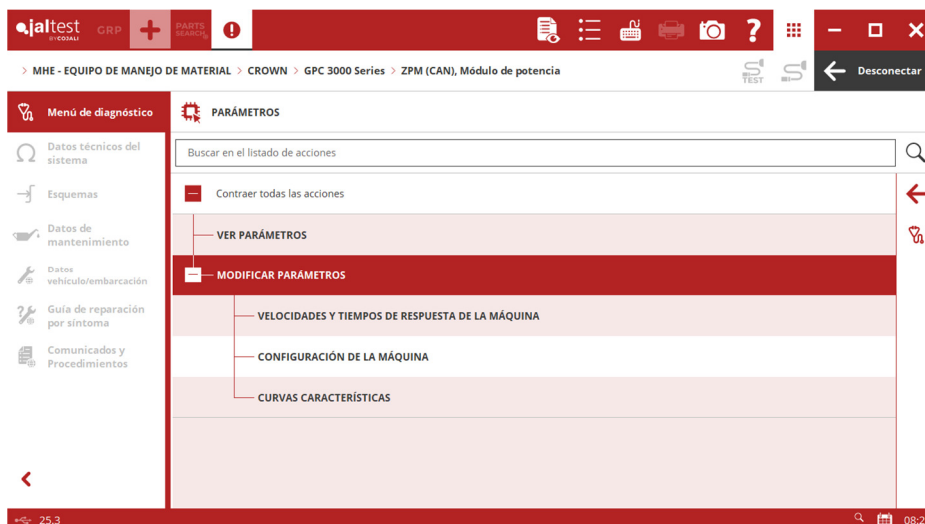 jaltest
BY COJALI
GRP
PARTS
SEARCH
> MHE - EQUIPO DE MANEJO DE MATERIAL > CROWN > GPC 3000 Series > ZPM (CAN), Módulo de potencia
TEST
Desconectar
Menú de diagnóstico
Datos técnicos del
sistema
Esquemas
Datos de
mantenimiento
Datos
vehículo/embarcación
Guía de reparación
por síntoma
Comunicados y
Procedimientos
PARÁMETROS
Buscar en el listado de acciones
Contraer todas las acciones
VER PARÁMETROS
MODIFICAR PARÁMETROS
VELOCIDADES Y TIEMPOS DE RESPUESTA DE LA MÁQUINA
CONFIGURACIÓN DE LA MÁQUINA
CURVAS CARACTERÍSTICAS
25.3
08:2